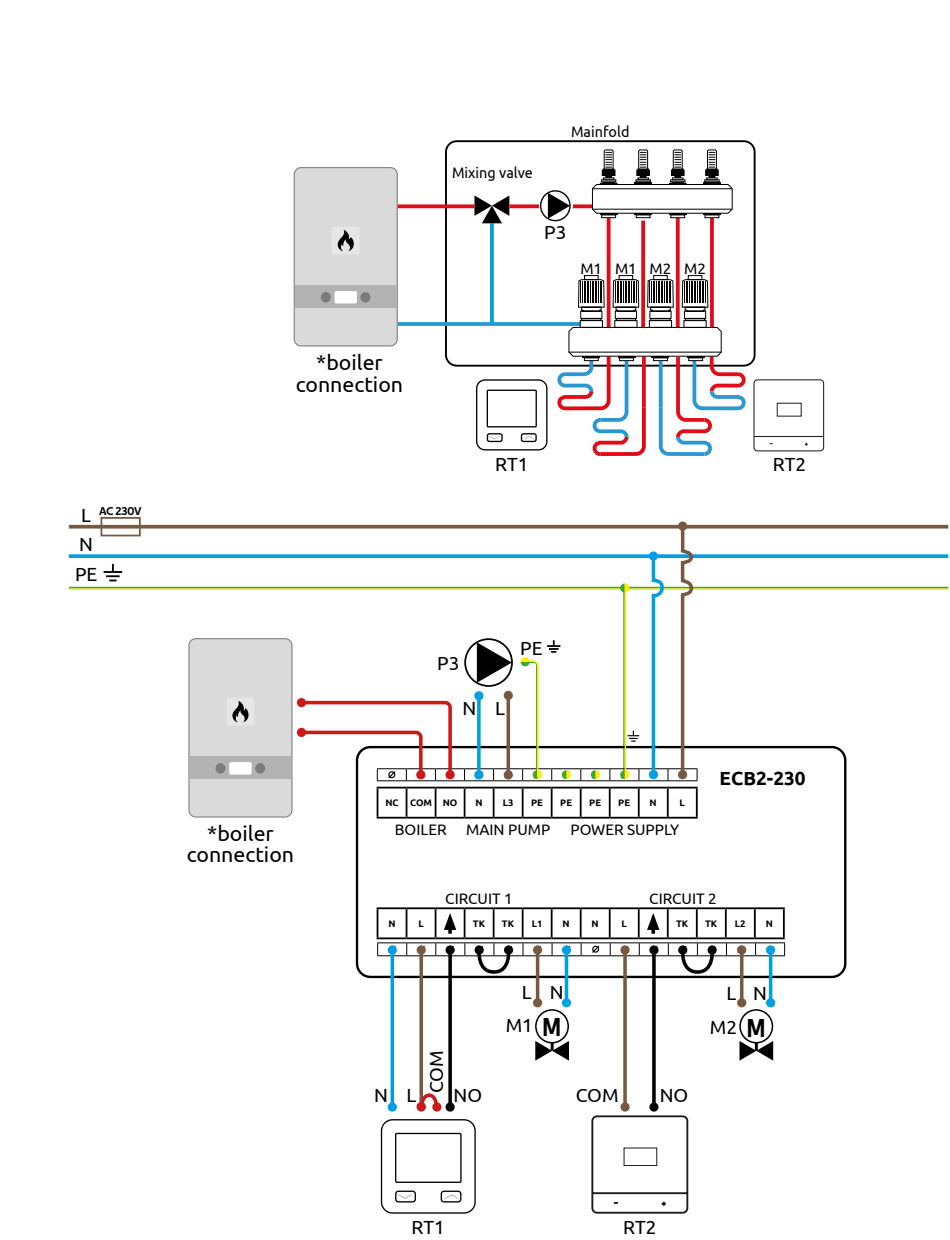 Mainfold
Mixing valve
P3
M1 M1 M2 M2
*boiler
connection
RT1
RT2
L AC 230V
N
PE
P3
PE
N L
ECB2-230
NC COM NO N L3 PE PE PE PE N L
BOILER MAIN PUMP POWER SUPPLY
*boiler
connection
CIRCUIT 1 CIRCUIT 2
N L TK TK L1 N N L TK TK L2 N
L N L N
M1 M M2 M
N L COM NO COM NO
RT1 RT2